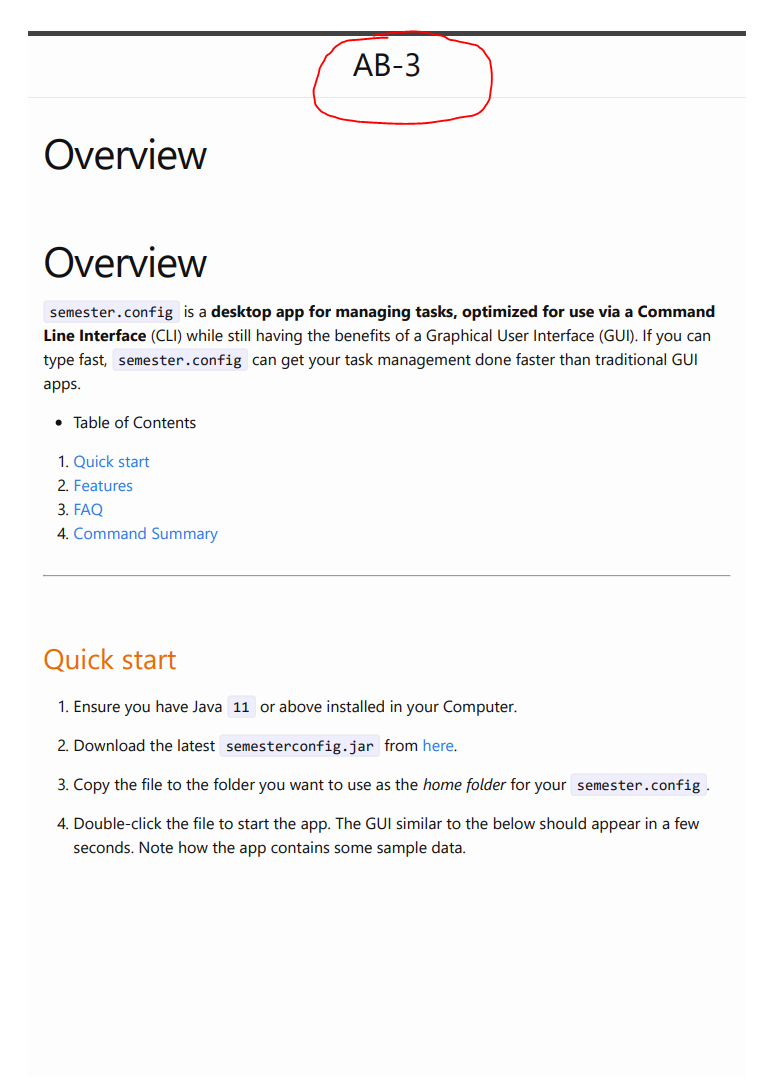 AB-3
Overview
Overview
semester.config is a desktop app for managing tasks, optimized for use via a Command
Line Interface (CLI) while still having the benefits of a Graphical User Interface (GUI). If you can
type fast, semester.config can get your task management done faster than traditional GUI
apps.
• Table of Contents
1. Quick start
2. Features
3. FAQ
4. Command Summary
Quick start
1. Ensure you have Java 11 or above installed in your Computer.
2. Download the latest semesterconfig.jar from here.
3. Copy the file to the folder you want to use as the home folder for your semester.config.
4. Double-click the file to start the app. The GUI similar to the below should appear in a few
seconds. Note how the app contains some sample data.